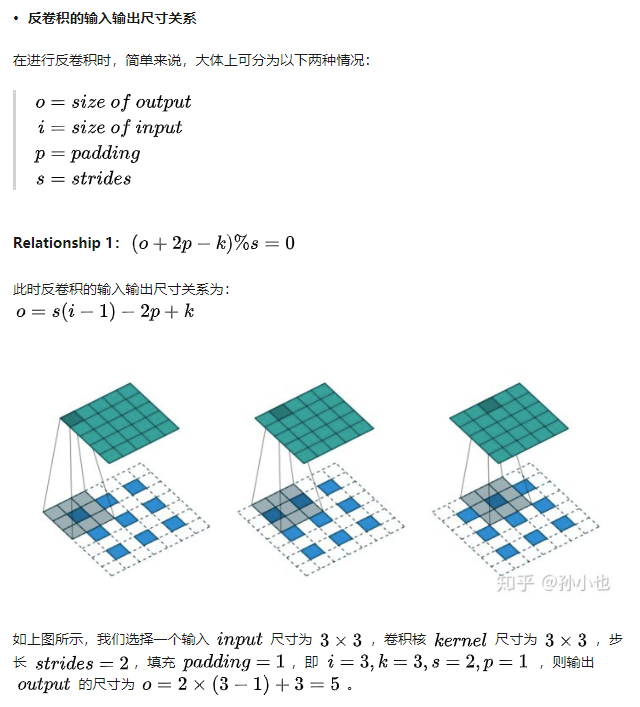 • 反卷积的输入输出尺寸关系
在进行反卷积时，简单来说，大体上可分为以下两种情况：
o = size of output
i = size of input
p = padding
s = strides
Relationship 1：(o + 2p − k)%s = 0
此时反卷积的输入输出尺寸关系为：
o = s(i − 1) − 2p + k
知乎 @孙小也
如上图所示，我们选择一个输入 input 尺寸为 3 × 3 ，卷积核 kernel 尺寸为 3 × 3 ，步
长 strides = 2 ，填充 padding = 1 ，即 i = 3, k = 3, s = 2, p = 1 ，则输出
output 的尺寸为 o = 2 × (3 − 1) + 3 = 5 。